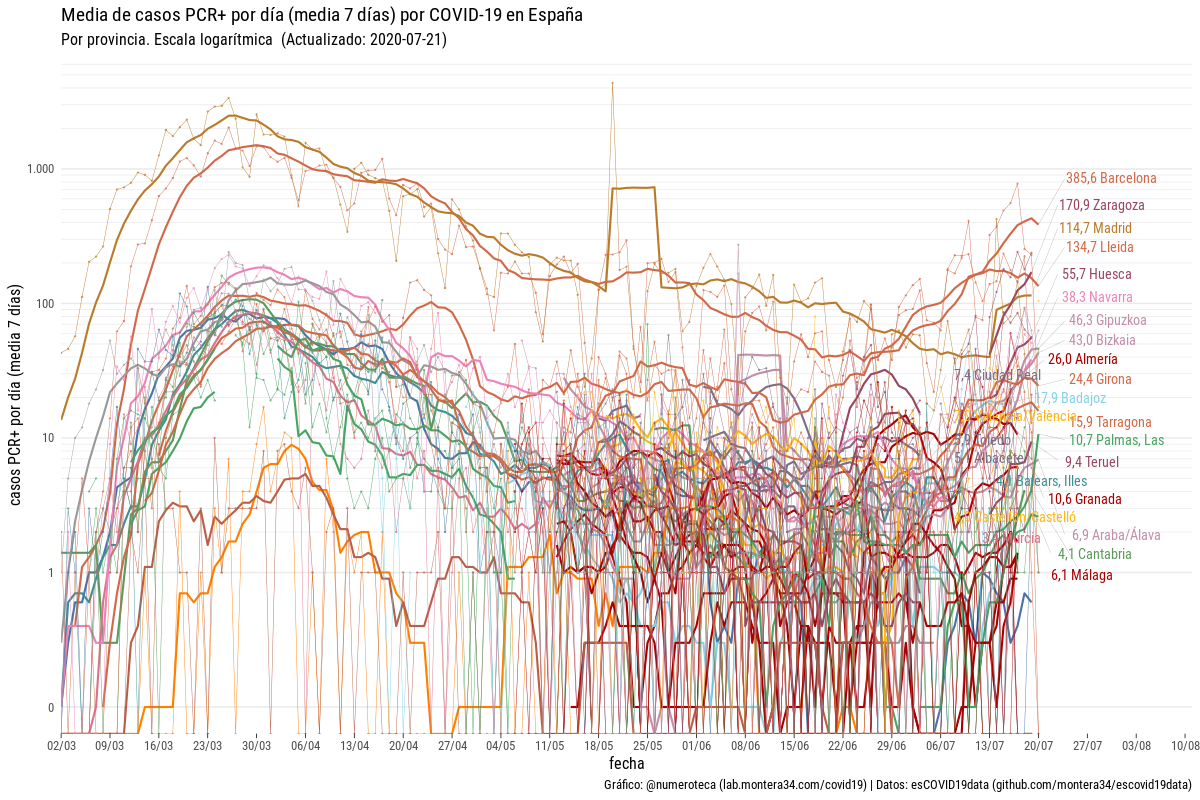 Media de casos PCR+ por día (media 7 días) por COVID-19 en España
Por provincia. Escala logarítmica (Actualizado: 2020-07-21)
casos PCR+ por día (media 7 días)
1.000
100
10
1
0
385,6 Barcelona
170,9 Zaragoza
114,7 Madrid
134,7 Lleida
55,7 Huesca
38,3 Navarra
46,3 Gipuzkoa
43,0 Bizkaia
26,0 Almería
7,4 Ciudad Real
24,4 Girona
17,9 Badajoz
València
15,9 Tarragona
Toledo
10,7 Palmas, Las
Albacete
9,4 Teruel
Balears, Illes
10,6 Granada
Castellón/Castelló
Murcia
6,9 Araba/Álava
4,1 Cantabria
6,1 Málaga
02/03 09/03 16/03 23/03 30/03 06/04 13/04 20/04 27/04 04/05 11/05 18/05 25/05 01/06 08/06 15/06 22/06 29/06 06/07 13/07 20/07 27/07 03/08 10/08
fecha
Gráfico: @numeroteca (lab.montera34.com/covid19) | Datos: esCOVID19data (github.com/montera34/escovid19data)